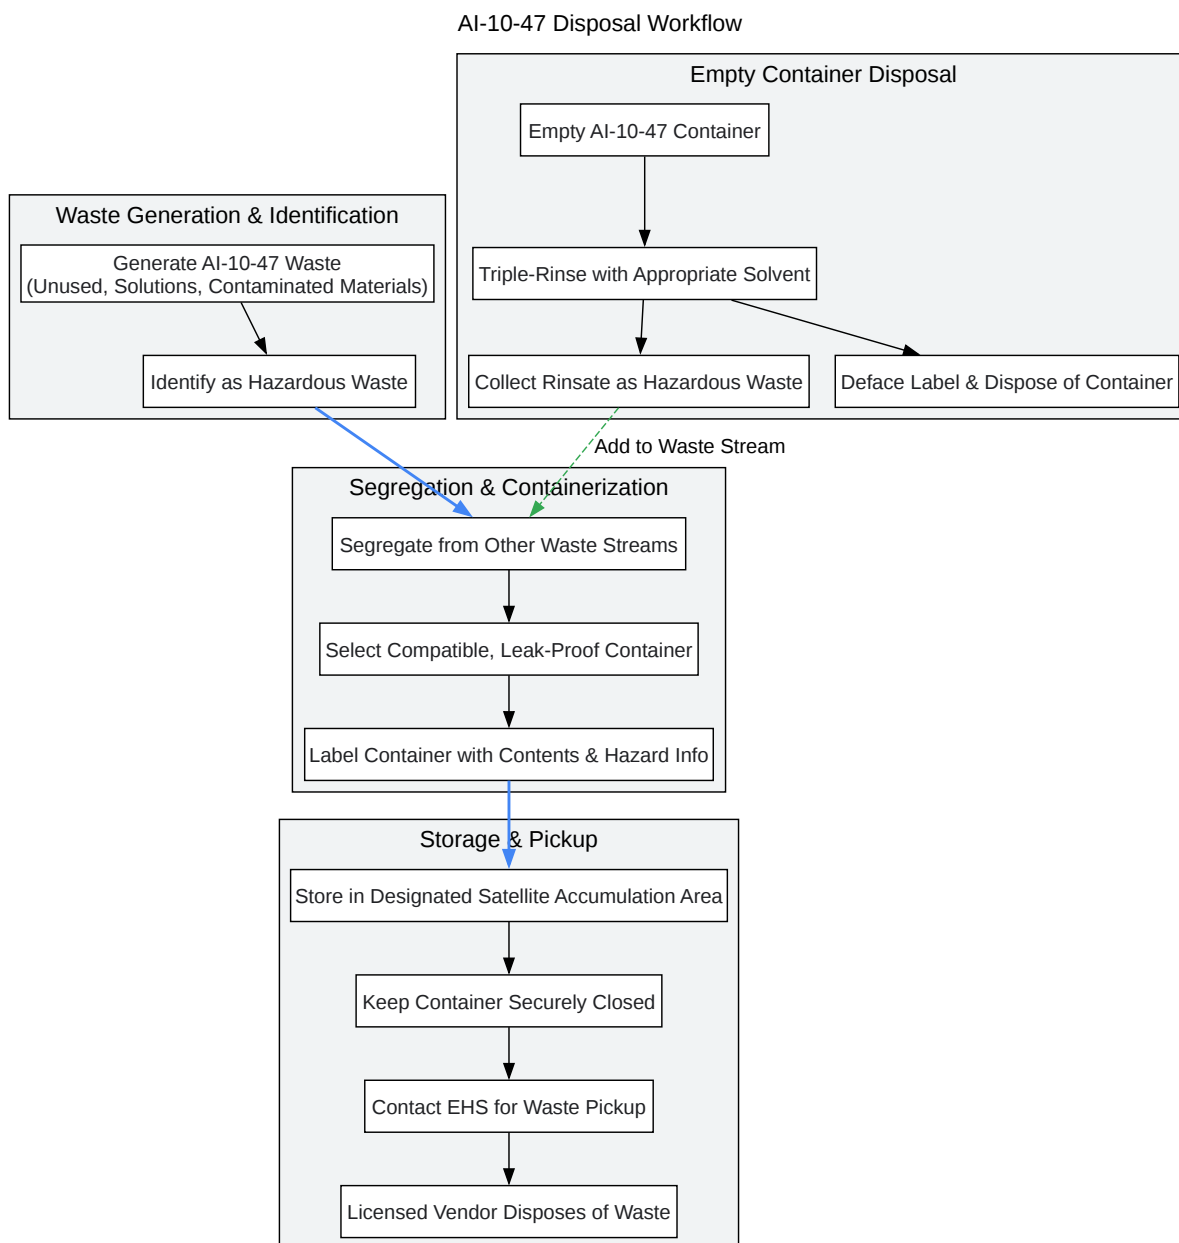 AI-10-47 Disposal Workflow
Empty Container Disposal
Empty AI-10-47 Container
Waste Generation & Identification
Generate AI-10-47 Waste
(Unused, Solutions, Contaminated Materials)
Triple-Rinse with Appropriate Solvent
Identify as Hazardous Waste
Collect Rinsate as Hazardous Waste
Deface Label & Dispose of Container
Add to Waste Stream
Segregation & Containerization
Segregate from Other Waste Streams
Select Compatible, Leak-Proof Container
Label Container with Contents & Hazard Info
Storage & Pickup
Store in Designated Satellite Accumulation Area
Keep Container Securely Closed
Contact EHS for Waste Pickup
Licensed Vendor Disposes of Waste